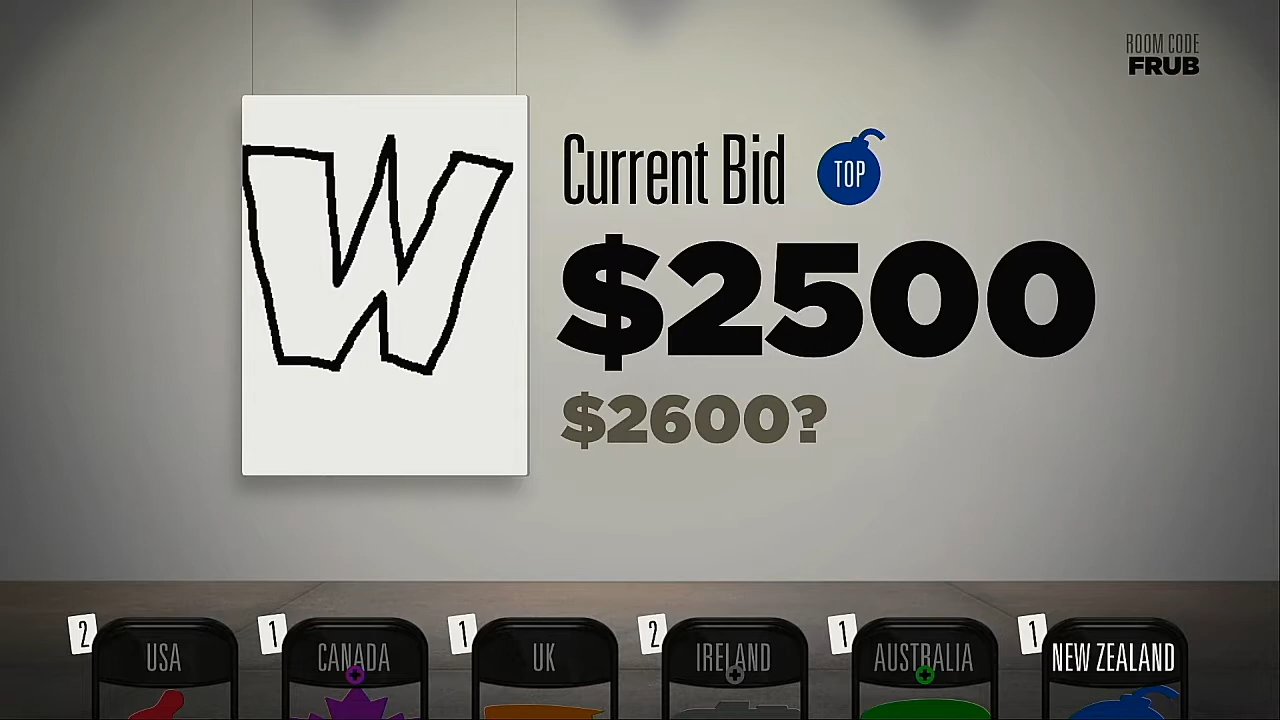 ROOM CODE
FRUB
W
Current Bid TOP
$2500
$2600?
2 USA 1 CANADA 1 UK 2 IRELAND 1 AUSTRALIA 1 NEW ZEALAND